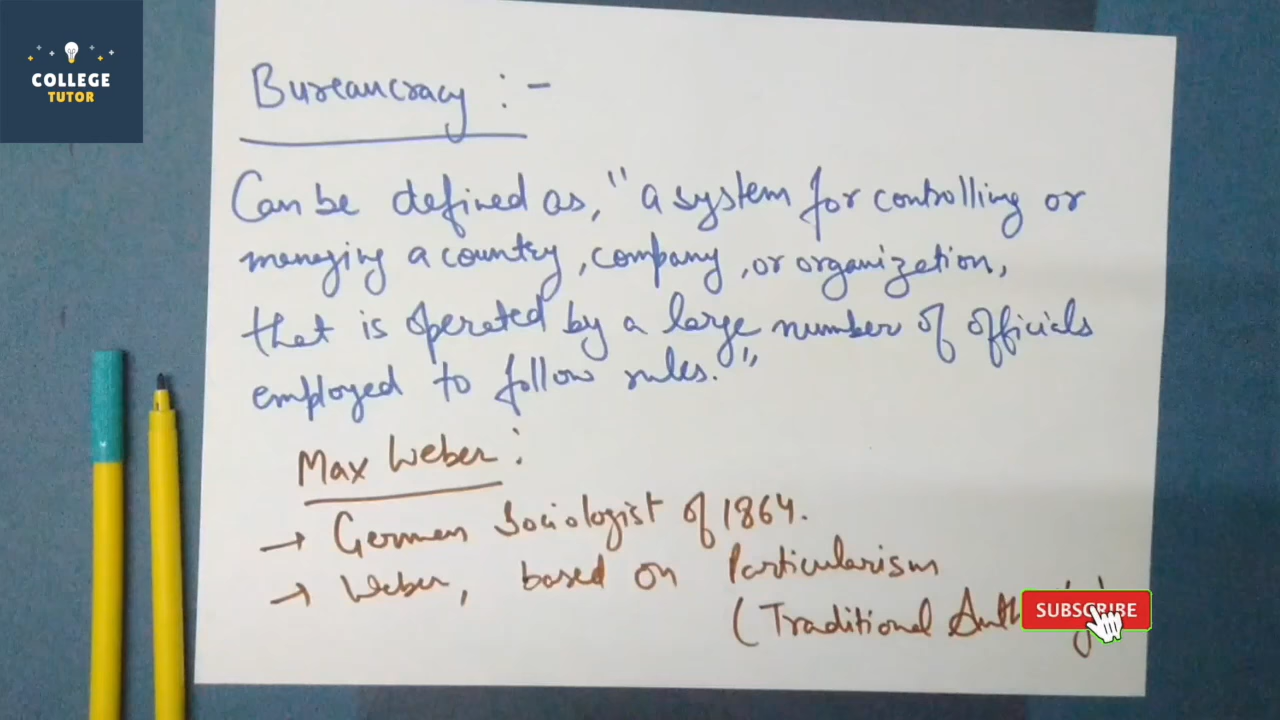 COLLEGE
TUTOR
Bureaucracy :-
Can be defined as, "a system for controlling or
managing a country, company, or organization,
that is operated by a large number of officials
employed to follow rules."
Max Weber :
→ German Sociologist of 1864.
→ Weber, based on Particularism
(Traditional
SUBSCRIBE